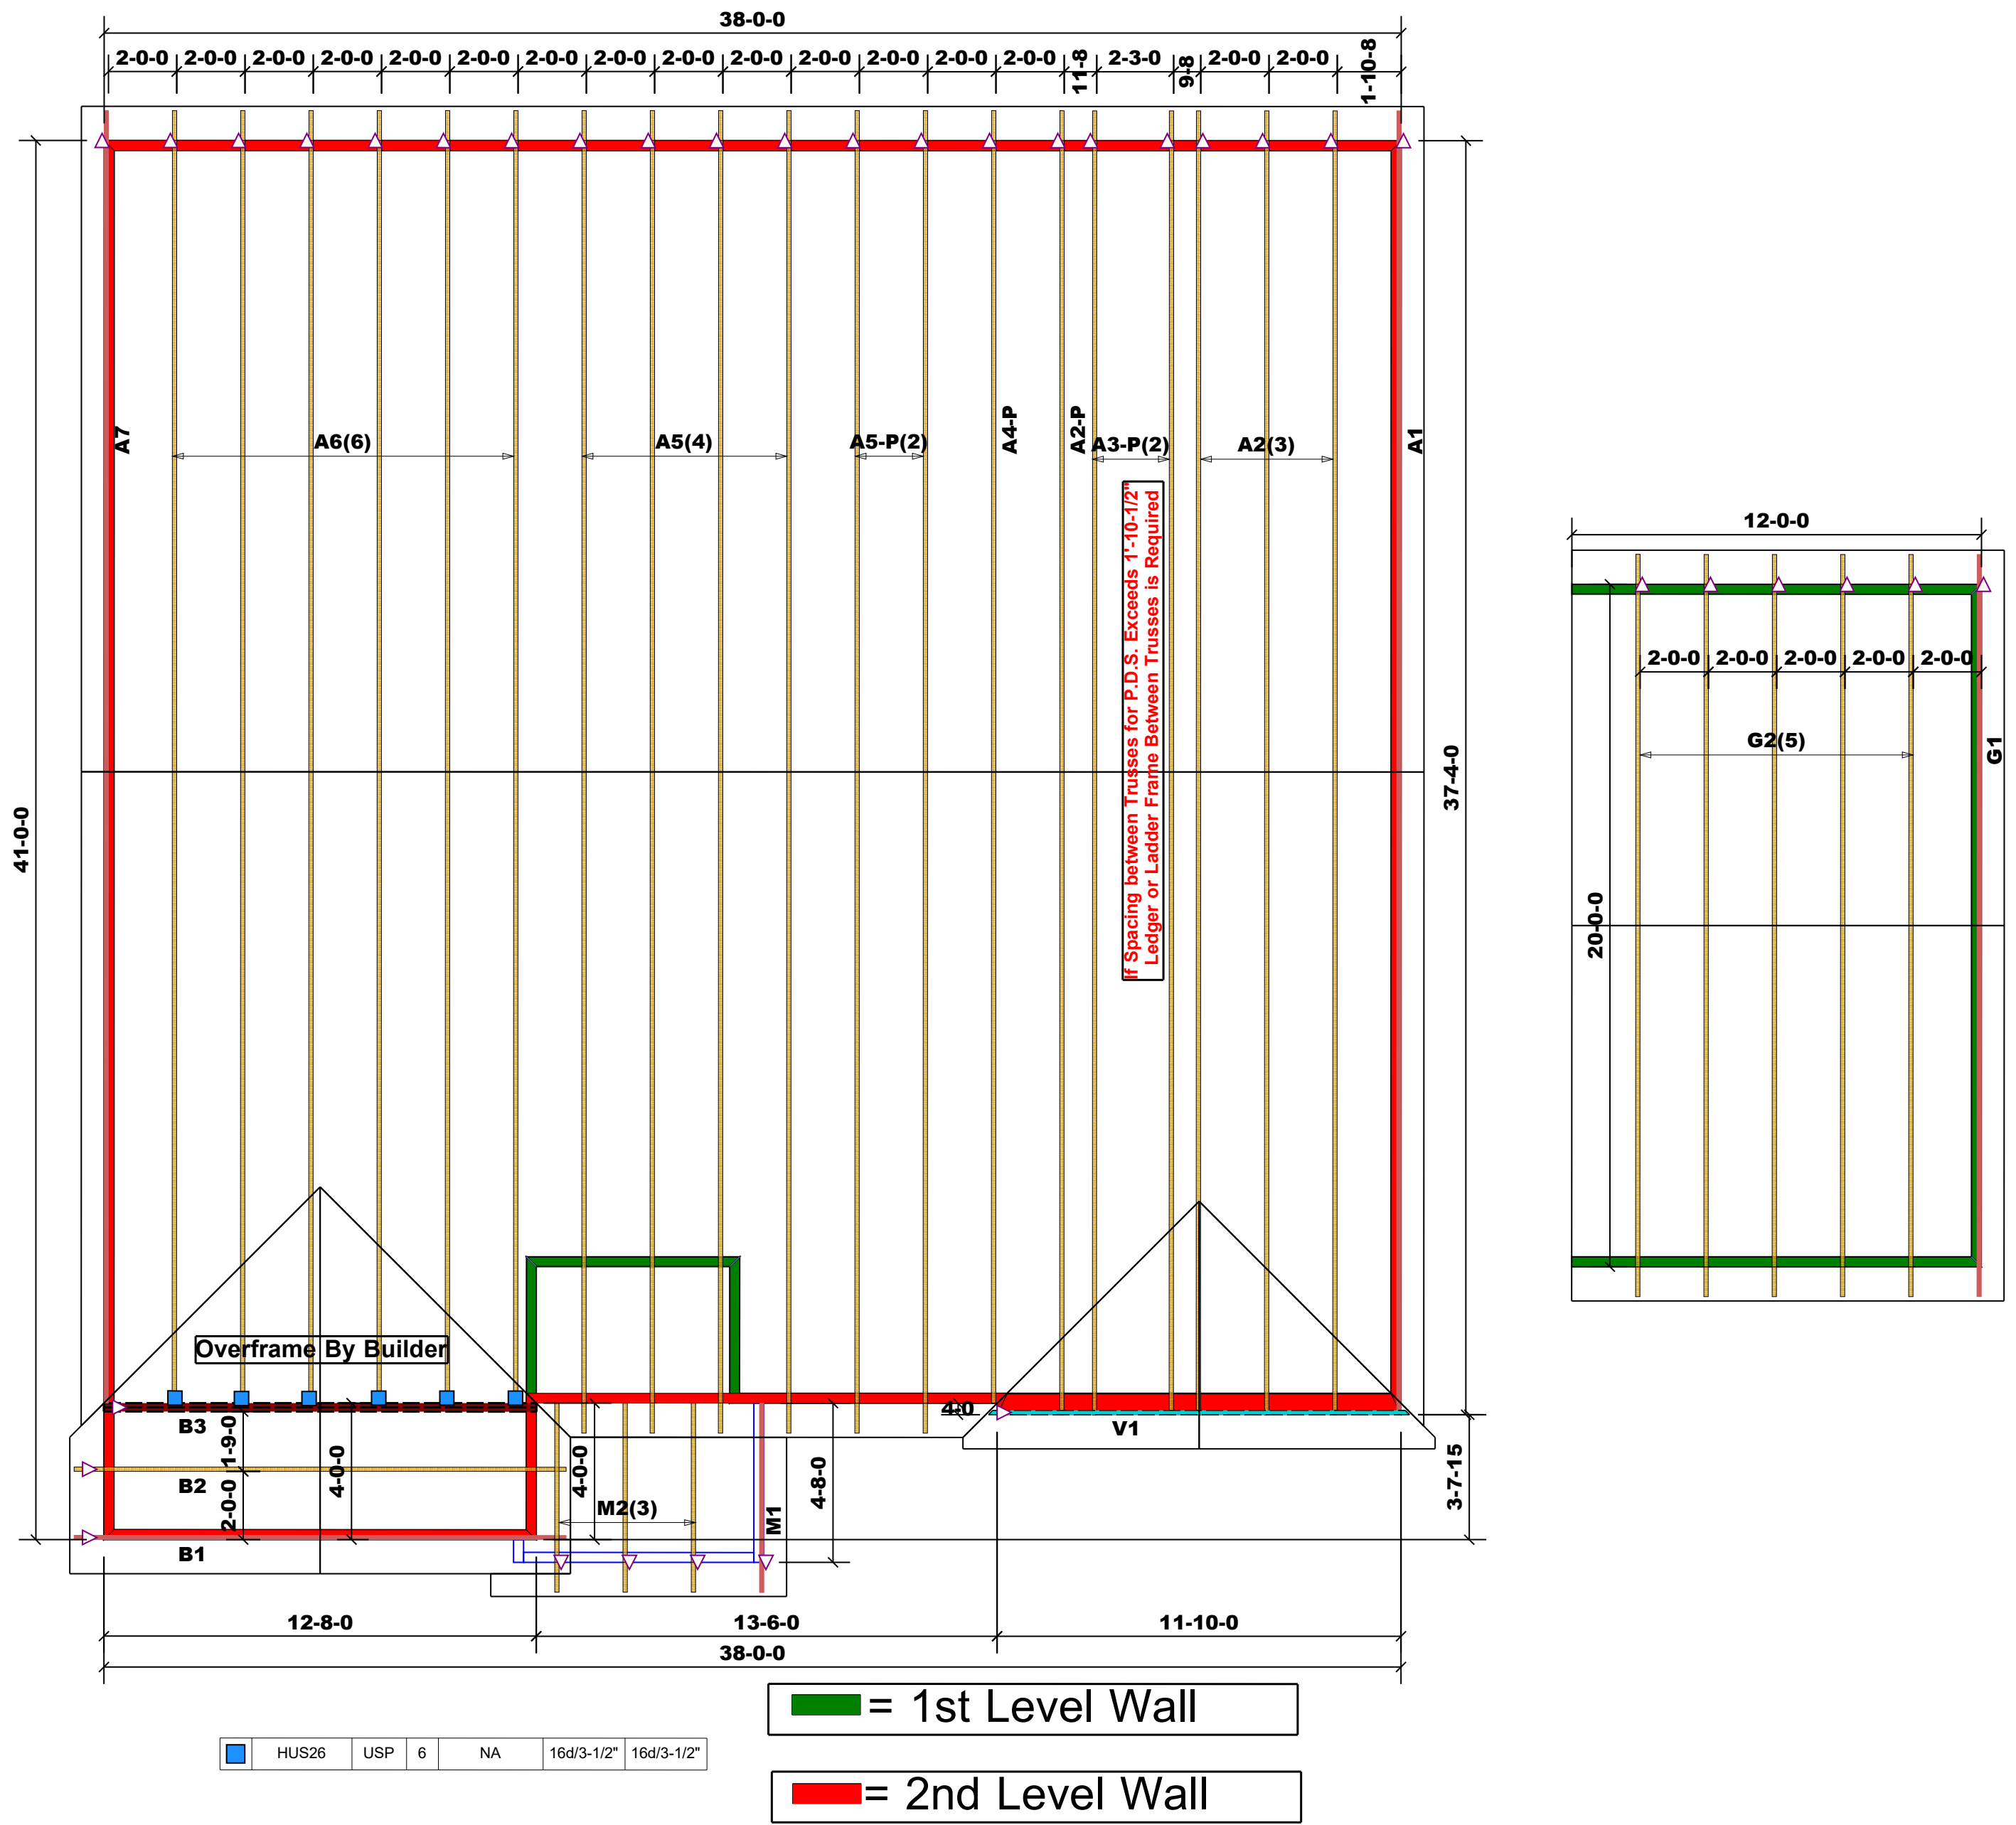 38-0-0
2-0-0 2-0-0 2-0-0 2-0-0 2-0-0 2-0-0 2-0-0 2-0-0 2-0-0 2-0-0 2-0-0 2-0-0 2-0-0 2-0-0 11-8 2-3-0 9-8 2-0-0 2-0-0 1-10-8
A7
A6(6)
A5(4)
A5-P(2)
A4-P
A2-P
A3-P(2)
A2(3)
A1
If Spacing between Trusses for P.D.S. Exceeds 1'-10-1/2"
Ledger or Ladder Frame Between Trusses is Required
41-0-0
37-4-0
12-0-0
2-0-0 2-0-0 2-0-0 2-0-0 2-0-0
G2(5)
G1
20-0-0
Overframe By Builder
B3
1-9-0
B2
2-0-0
4-0-0
B1
4-0-0
M2(3)
M1
4-8-0
4-0
V1
3-7-15
12-8-0 13-6-0 11-10-0
38-0-0
= 1st Level Wall
HUS26 USP 6 NA 16d/3-1/2" 16d/3-1/2"
= 2nd Level Wall